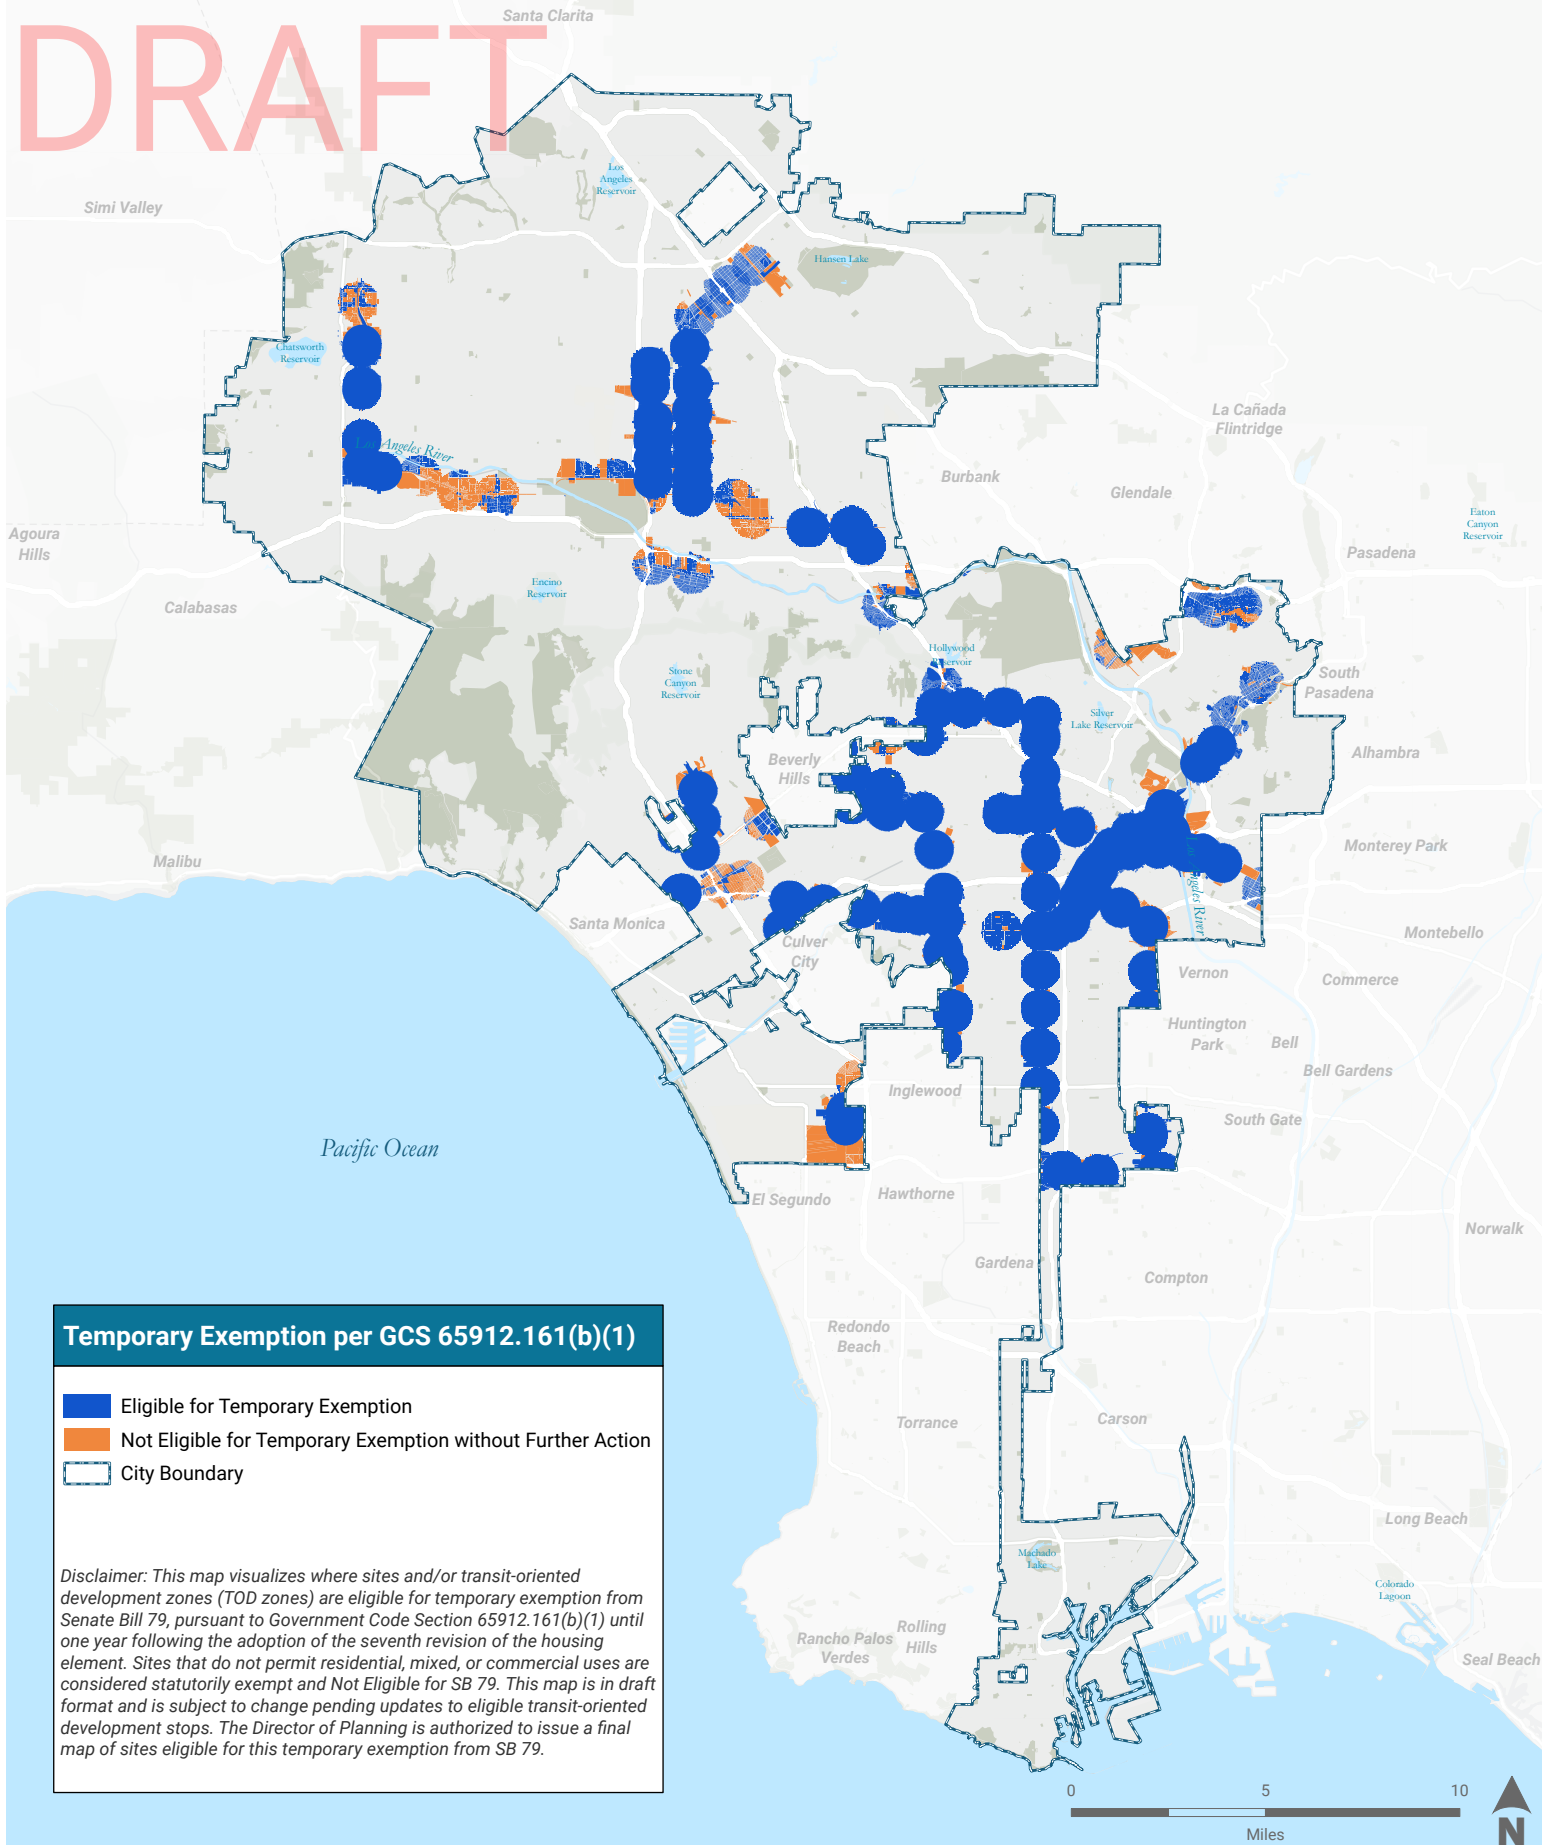 DRAFT
Santa Clarita
Los
Angeles
Reservoir
Simi Valley
Hansen Lake
Chatsworth
Reservoir
La Cañada
Flintridge
Los Angeles River
Burbank
Glendale
Eaton
Canyon
Reservoir
Agoura
Hills
Pasadena
Encino
Reservoir
Calabasas
Hollywood
Reservoir
Stone
Canyon
Reservoir
South
Pasadena
Silver
Lake Reservoir
Alhambra
Beverly
Hills
Monterey Park
Malibu
Los Angeles River
Santa Monica
Culver
City
Montebello
Vernon
Commerce
Huntington
Park
Bell
Bell Gardens
Inglewood
South Gate
Pacific Ocean
El Segundo
Hawthorne
Norwalk
Gardena
Compton
Redondo
Beach
Torrance
Carson
Long Beach
Machado
Lake
Colorado
Lagoon
Rolling
Hills
Rancho Palos
Verdes
Seal Beach
Temporary Exemption per GCS 65912.161(b)(1)
Eligible for Temporary Exemption
Not Eligible for Temporary Exemption without Further Action
City Boundary
Disclaimer: This map visualizes where sites and/or transit-oriented
development zones (TOD zones) are eligible for temporary exemption from
Senate Bill 79, pursuant to Government Code Section 65912.161(b)(1) until
one year following the adoption of the seventh revision of the housing
element. Sites that do not permit residential, mixed, or commercial uses are
considered statutorily exempt and Not Eligible for SB 79. This map is in draft
format and is subject to change pending updates to eligible transit-oriented
development stops. The Director of Planning is authorized to issue a final
map of sites eligible for this temporary exemption from SB 79.
0 5 10
Miles
N